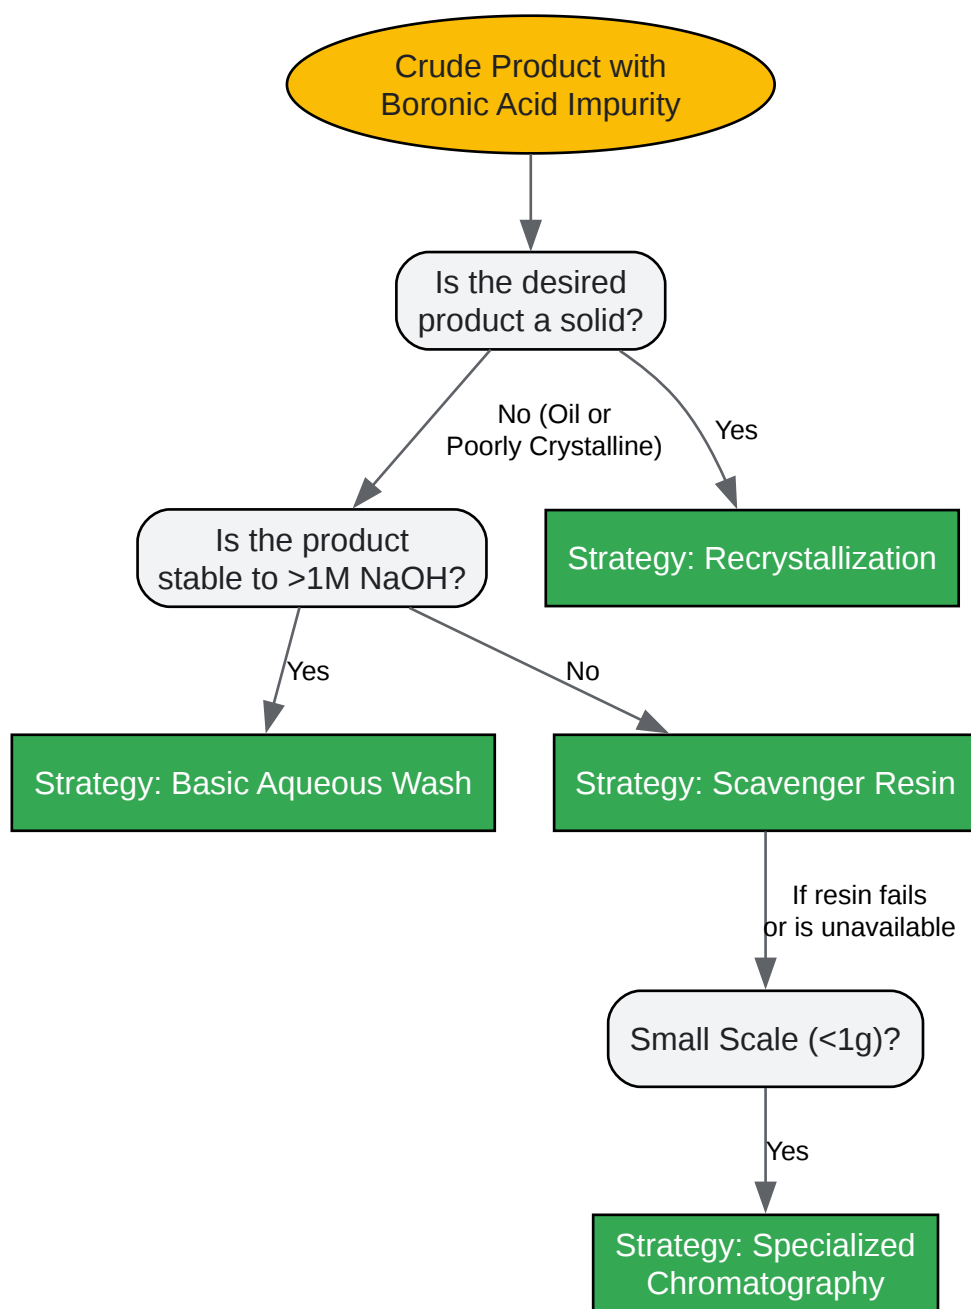 Crude Product with
Boronic Acid Impurity
Is the desired
product a solid?
No (Oil or
Poorly Crystalline)
Yes
Is the product
stable to >1M NaOH?
Strategy: Recrystallization
Yes
No
Strategy: Basic Aqueous Wash
Strategy: Scavenger Resin
If resin fails
or is unavailable
Small Scale (<1g)?
Yes
Strategy: Specialized
Chromatography